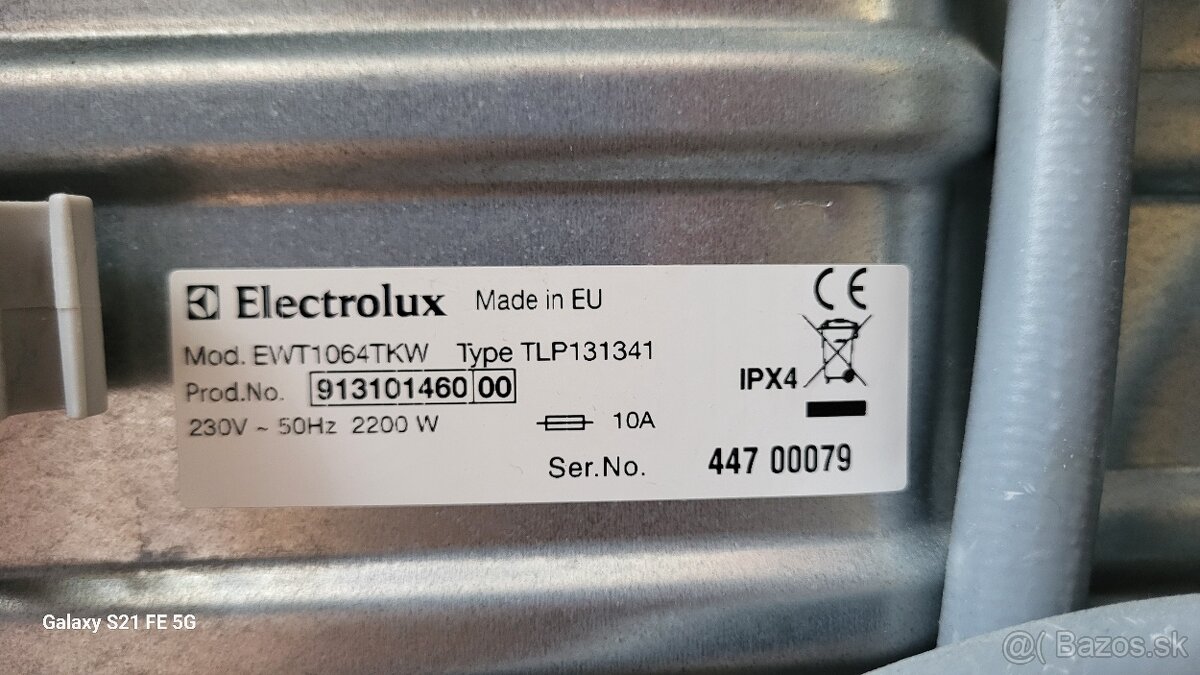 Electrolux Made in EU
CE
Mod. EWT1064TKW Type TLP131341
Prod.No. 913101460 00
IPX4
230V ~ 50Hz 2200 W 10A
Ser.No. 447 00079
Galaxy S21 FE 5G
@( Bazos.sk